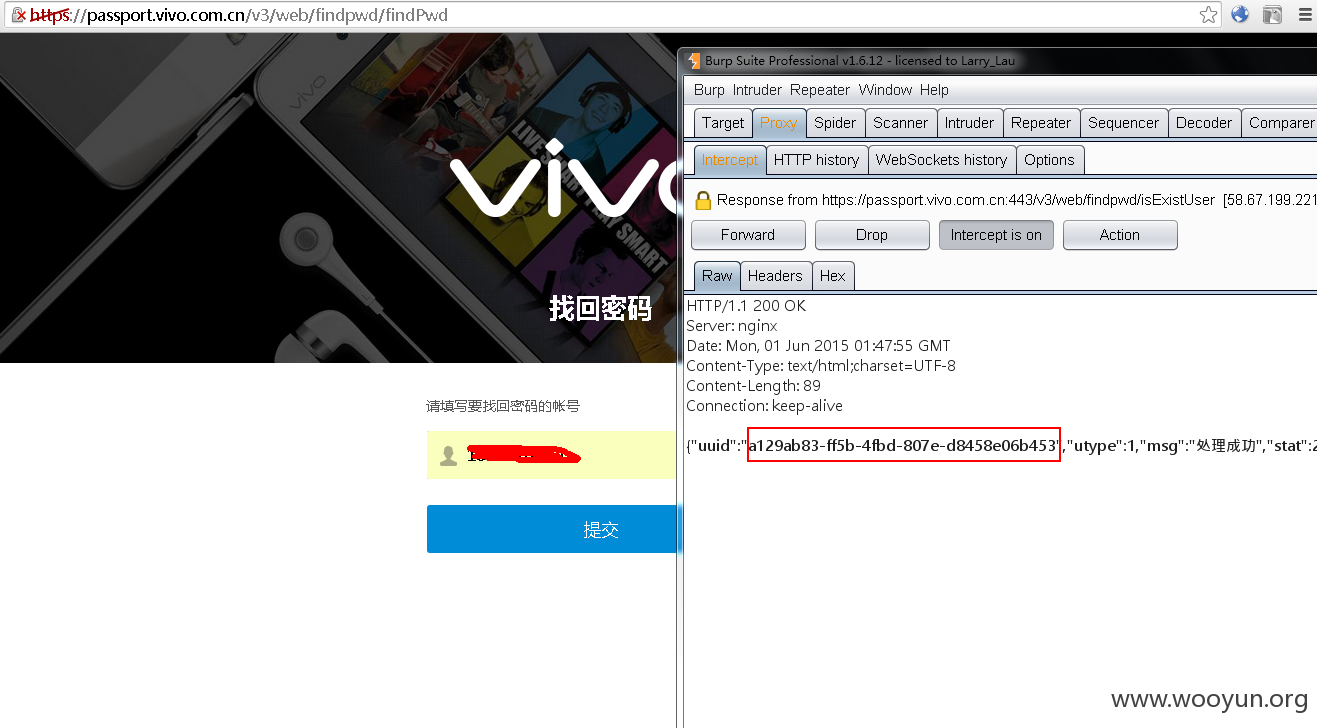 https://passport.vivo.com.cn/v3/web/findpwd/findPwd
vivo
LIVE
SMART
vivo
找回密码
请填写要找回密码的帐号
提交
Burp Suite Professional v1.6.12 - licensed to Larry_Lau
Burp Intruder Repeater Window Help
Target Proxy Spider Scanner Intruder Repeater Sequencer Decoder Comparer
Intercept HTTP history WebSockets history Options
Response from https://passport.vivo.com.cn:443/v3/web/findpwd/isExistUser [58.67.199.221
Forward Drop Intercept is on Action
Raw Headers Hex
HTTP/1.1 200 OK
Server: nginx
Date: Mon, 01 Jun 2015 01:47:55 GMT
Content-Type: text/html;charset=UTF-8
Content-Length: 89
Connection: keep-alive
{"uuid":"a129ab83-ff5b-4fbd-807e-d8458e06b453","utype":1,"msg":"处理成功","stat":2
www.wooyun.org